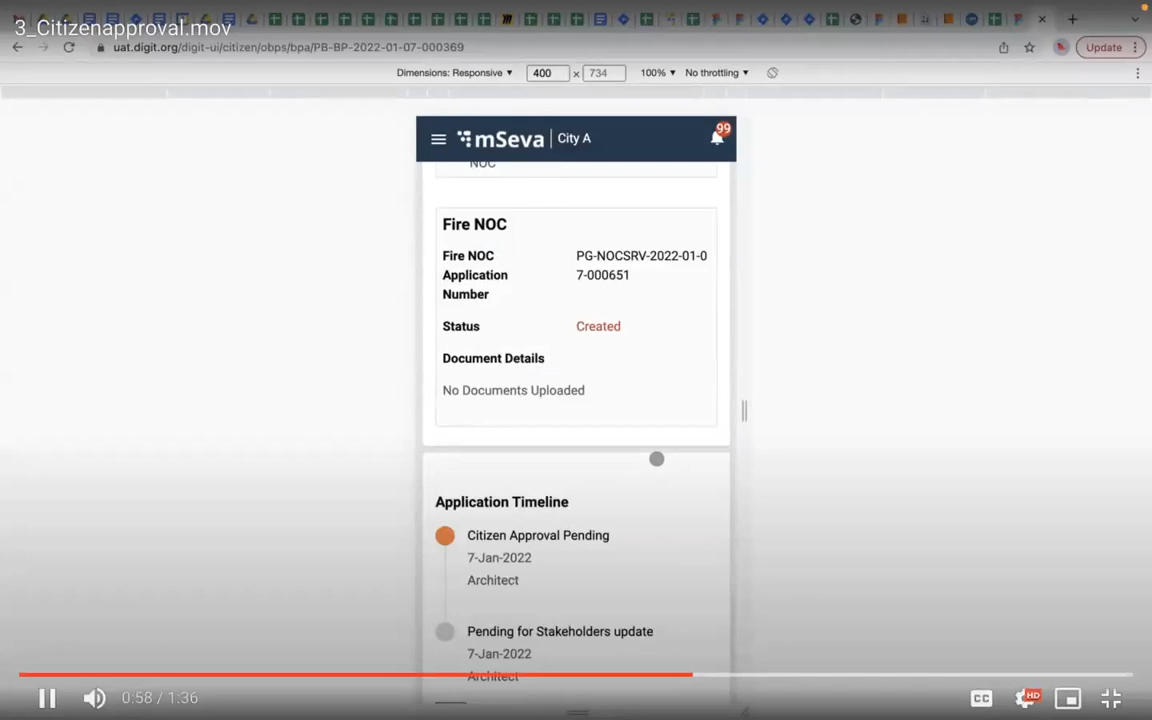 3_Citizenapproval.mov
uat.digit.org/digit-ui/citizen/obps/bpa/PB-BP-2022-01-07-000369
Update
Dimensions: Responsive
400 × 734
100%
No throttling
mSeva | City A
99
NOC
Fire NOC
Fire NOC Application Number
PG-NOCSRV-2022-01-0
7-000651
Status
Created
Document Details
No Documents Uploaded
Application Timeline
Citizen Approval Pending
7-Jan-2022
Architect
Pending for Stakeholders update
7-Jan-2022
Architect
0:58 / 1:36
CC
HD